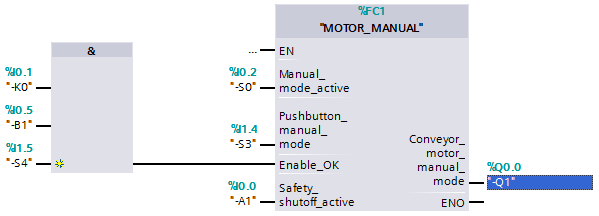 %FC1
"MOTOR_MANUAL"
&
... EN
%I0.1
"-K0"
%I0.2
"-S0"
Manual_
mode_active
%I0.5
"-B1"
Pushbutton_
manual_
mode
%I1.4
"-S3"
%I1.5
"-S4"
Enable_OK
Conveyor_
motor_
manual_
mode
%Q0.0
"-Q1"
%I0.0
"-A1"
Safety_
shutoff_active
ENO